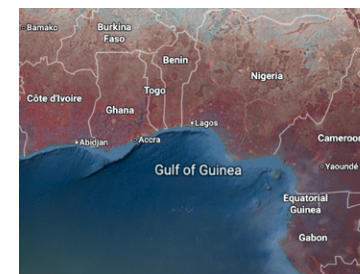 Bamako
Burkina
Faso
Benin
Nigeria
Togo
Côte d'Ivoire
Ghana
Lagos
Abidjan
Accra
Cameroon
Gulf of Guinea
Yaoundé
Equatorial
Guinea
Gabon